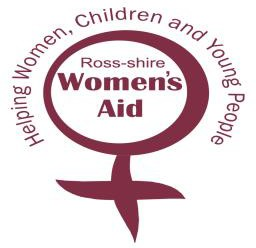 Helping Women, Children and Young People
Ross-shire
Women's
Aid